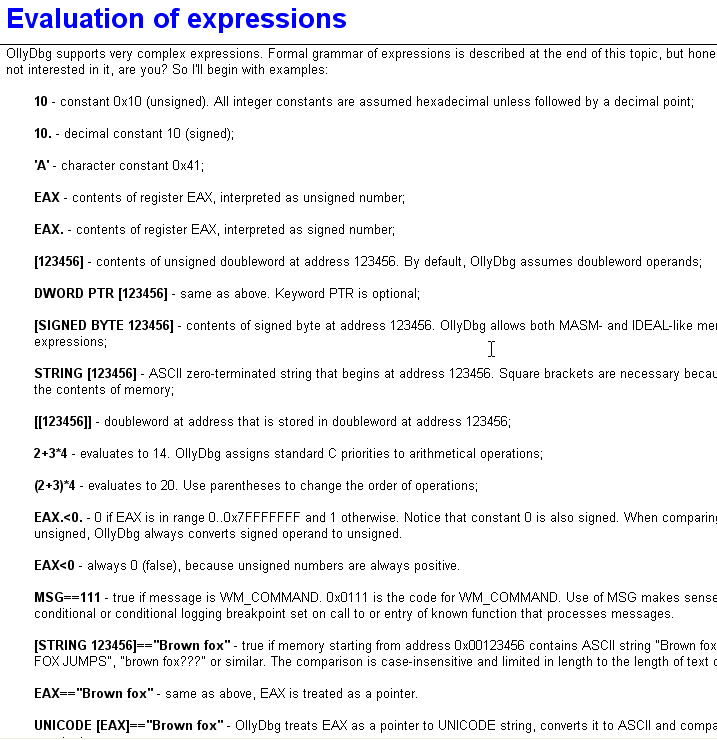 Evaluation of expressions
OllyDbg supports very complex expressions. Formal grammar of expressions is described at the end of this topic, but hone
not interested in it, are you? So I'll begin with examples:
10 - constant 0x10 (unsigned). All integer constants are assumed hexadecimal unless followed by a decimal point;
10. - decimal constant 10 (signed);
'A' - character constant 0x41;
EAX - contents of register EAX, interpreted as unsigned number;
EAX. - contents of register EAX, interpreted as signed number;
[123456] - contents of unsigned doubleword at address 123456. By default, OllyDbg assumes doubleword operands;
DWORD PTR [123456] - same as above. Keyword PTR is optional;
[SIGNED BYTE 123456] - contents of signed byte at address 123456. OllyDbg allows both MASM- and IDEAL-like me
expressions;
STRING [123456] - ASCII zero-terminated string that begins at address 123456. Square brackets are necessary becau
the contents of memory;
[[123456]] - doubleword at address that is stored in doubleword at address 123456;
2+3*4 - evaluates to 14. OllyDbg assigns standard C priorities to arithmetical operations;
(2+3)*4 - evaluates to 20. Use parentheses to change the order of operations;
EAX.<0. - 0 if EAX is in range 0..0x7FFFFFFF and 1 otherwise. Notice that constant 0 is also signed. When comparing
unsigned, OllyDbg always converts signed operand to unsigned.
EAX<0 - always 0 (false), because unsigned numbers are always positive.
MSG==111 - true if message is WM_COMMAND. 0x0111 is the code for WM_COMMAND. Use of MSG makes sense
conditional or conditional logging breakpoint set on call to or entry of known function that processes messages.
[STRING 123456]=="Brown fox" - true if memory starting from address 0x00123456 contains ASCII string "Brown fox
FOX JUMPS", "brown fox???" or similar. The comparison is case-insensitive and limited in length to the length of text c
EAX=="Brown fox" - same as above, EAX is treated as a pointer.
UNICODE [EAX]=="Brown fox" - OllyDbg treats EAX as a pointer to UNICODE string, converts it to ASCII and compa